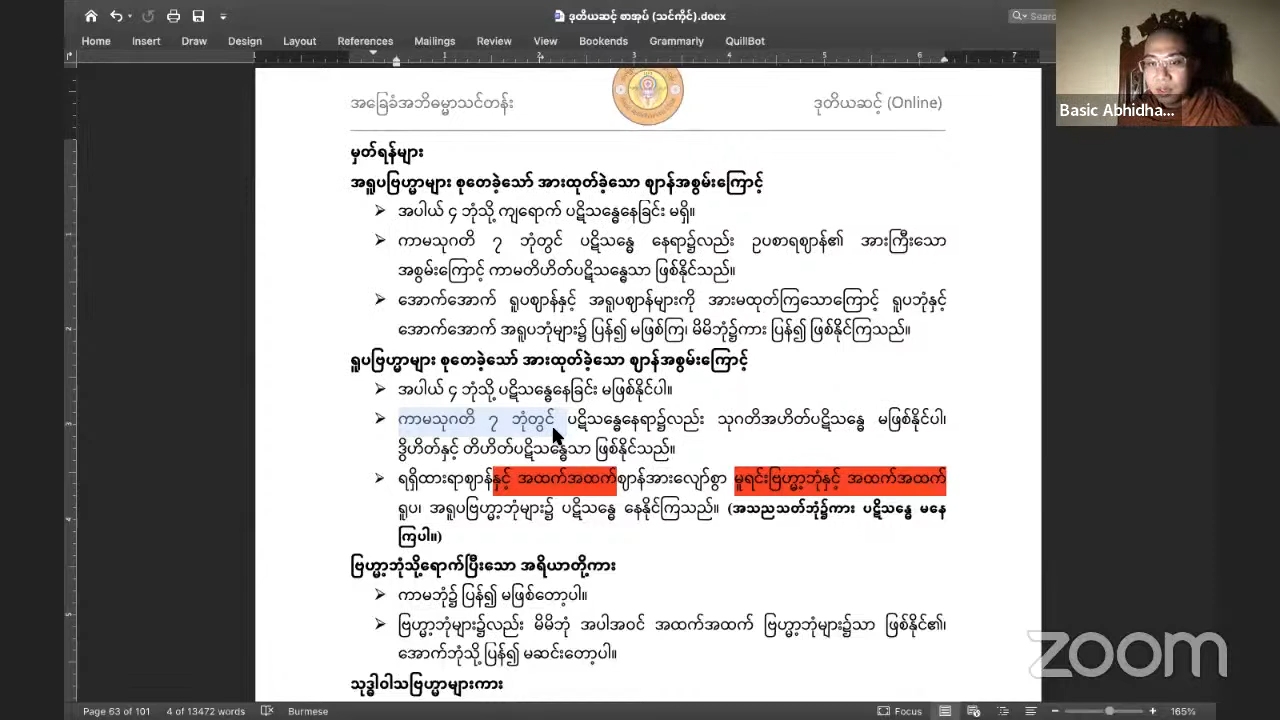 ဒုတိယဆင့် စာအုပ် (သင်ကိုင်).docx
Home Insert Draw Design Layout References Mailings Review View Bookends Grammarly QuillBot
Basic Abhidha...
အခြေခံအဘိဓမ္မာသင်တန်း
ဒုတိယဆင့် (Online)
မှတ်ရန်များ
အရူပဗြဟ္မာများ စုတေခဲ့သော် အားထုတ်ခဲ့သော ဈာန်အစွမ်းကြောင့်
➢ အပါယ် ၄ ဘုံသို့ ကျရောက် ပဋိသန္ဓေနေခြင်း မရှိ။
➢ ကာမသုဂတိ ၇ ဘုံတွင် ပဋိသန္ဓေ နေရာ၌လည်း ဥပစာရဈာန်၏ အားကြီးသော
အစွမ်းကြောင့် ကာမတိဟိတ်ပဋိသန္ဓေသာ ဖြစ်နိုင်သည်။
➢ အောက်အောက် ရူပဈာန်နှင့် အရူပဈာန်များကို အားမထုတ်ကြသောကြောင့် ရူပဘုံနှင့်
အောက်အောက် အရူပဘုံများ၌ ပြန်၍ မဖြစ်ကြ၊ မိမိဘုံ၌ကား ပြန်၍ ဖြစ်နိုင်ကြသည်။
ရူပဗြဟ္မာများ စုတေခဲ့သော် အားထုတ်ခဲ့သော ဈာန်အစွမ်းကြောင့်
➢ အပါယ် ၄ ဘုံသို့ ပဋိသန္ဓေနေခြင်း မဖြစ်နိုင်ပါ။
➢ ကာမသုဂတိ ၇ ဘုံတွင် ပဋိသန္ဓေနေရာ၌လည်း သုဂတိအဟိတ်ပဋိသန္ဓေ မဖြစ်နိုင်ပါ၊
ဒွိဟိတ်နှင့် တိဟိတ်ပဋိသန္ဓေသာ ဖြစ်နိုင်သည်။
➢ ရရှိထားရာဈာန်နှင့် အထက်အထက်ဈာန်အားလျော်စွာ မူရင်းဗြဟ္မာ့ဘုံနှင့် အထက်အထက်
ရူပ၊ အရူပဗြဟ္မာ့ဘုံများ၌ ပဋိသန္ဓေ နေနိုင်ကြသည်။ (အသညသတ်ဘုံ၌ကား ပဋိသန္ဓေ မနေ
ကြပါ။)
ဗြဟ္မာ့ဘုံသို့ရောက်ပြီးသော အရိယာတို့ကား
➢ ကာမဘုံ၌ ပြန်၍ မဖြစ်တော့ပါ။
➢ ဗြဟ္မာ့ဘုံများ၌လည်း မိမိဘုံ အပါအဝင် အထက်အထက် ဗြဟ္မာ့ဘုံများ၌သာ ဖြစ်နိုင်၏၊
အောက်ဘုံသို့ ပြန်၍ မဆင်းတော့ပါ။
သုဒ္ဓါဝါသဗြဟ္မာများကား
zoom
Page 63 of 101 4 of 13472 words Burmese Focus 165%